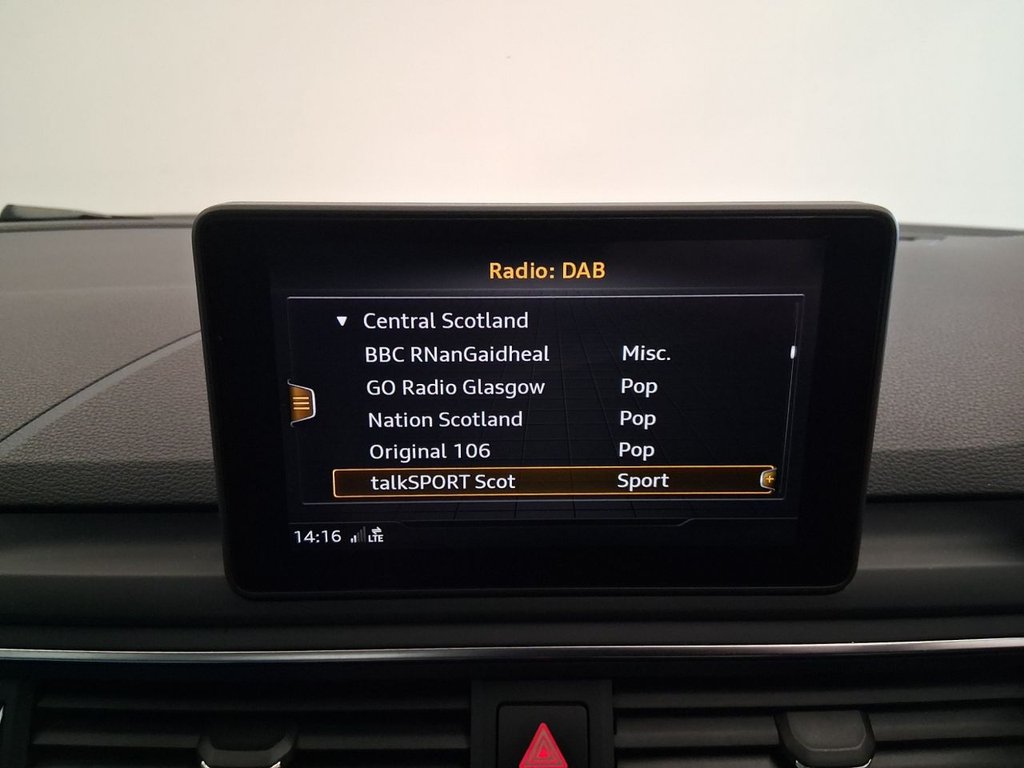 Radio: DAB
Central Scotland
BBC RNanGaidheal Misc.
GO Radio Glasgow Pop
Nation Scotland Pop
Original 106 Pop
talkSPORT Scot Sport
14:16 LTE